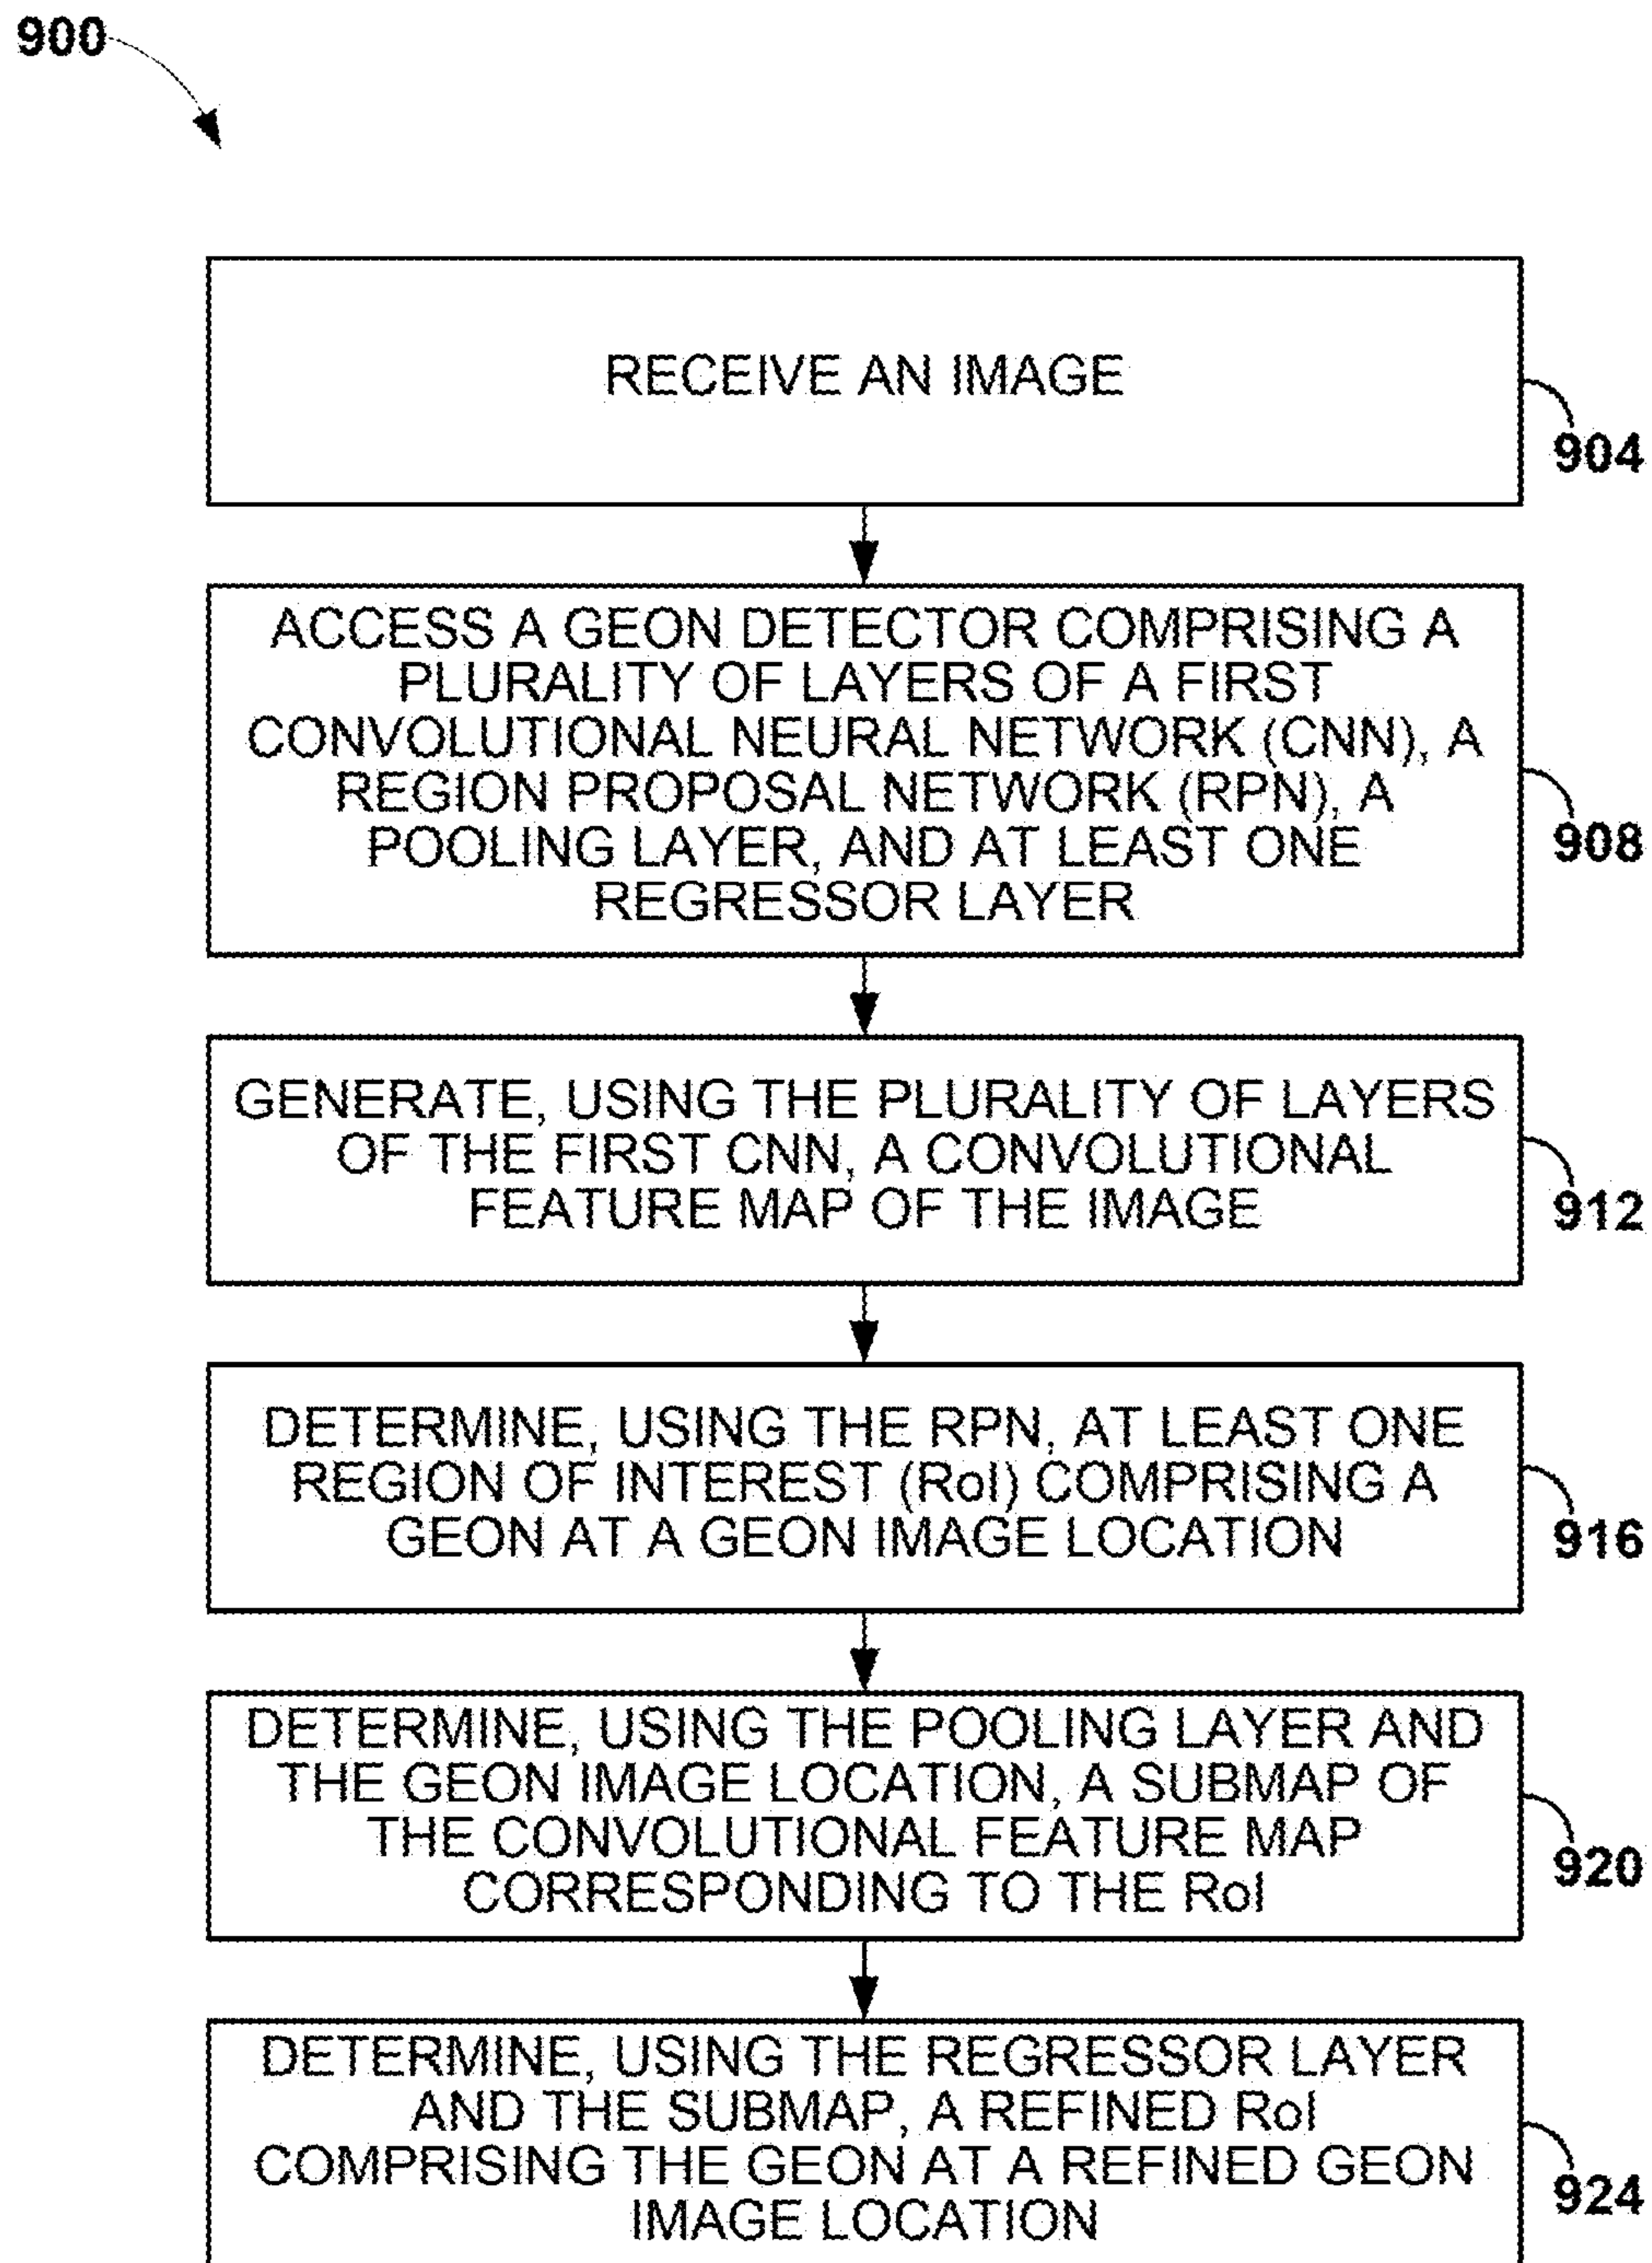 900
RECEIVE AN IMAGE
904
ACCESS A GEON DETECTOR COMPRISING A
PLURALITY OF LAYERS OF A FIRST
CONVOLUTIONAL NEURAL NETWORK (CNN), A
REGION PROPOSAL NETWORK (RPN), A
POOLING LAYER, AND AT LEAST ONE
REGRESSOR LAYER
908
GENERATE, USING THE PLURALITY OF LAYERS
OF THE FIRST CNN, A CONVOLUTIONAL
FEATURE MAP OF THE IMAGE
912
DETERMINE, USING THE RPN, AT LEAST ONE
REGION OF INTEREST (RoI) COMPRISING A
GEON AT A GEON IMAGE LOCATION
916
DETERMINE, USING THE POOLING LAYER AND
THE GEON IMAGE LOCATION, A SUBMAP OF
THE CONVOLUTIONAL FEATURE MAP
CORRESPONDING TO THE RoI
920
DETERMINE, USING THE REGRESSOR LAYER
AND THE SUBMAP, A REFINED RoI
COMPRISING THE GEON AT A REFINED GEON
IMAGE LOCATION
924